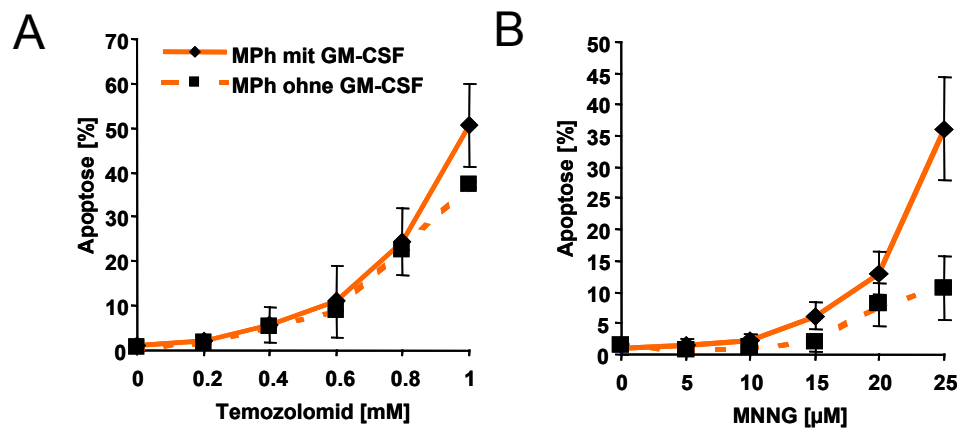 A
Apoptose [%]
70
60
50
40
30
20
10
0
MPh mit GM-CSF
MPh ohne GM-CSF
0 0.2 0.4 0.6 0.8 1
Temozolomid [mM]
B
Apoptose [%]
50
45
40
35
30
25
20
15
10
5
0
0 5 10 15 20 25
MNNG [µM]